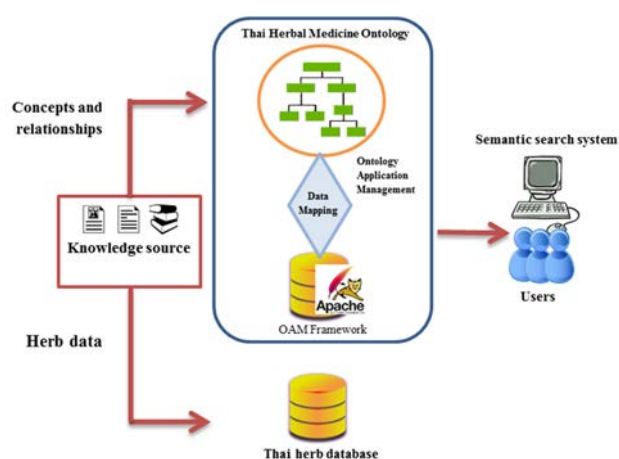 Thai Herbal Medicine Ontology
Concepts and
relationships
Semantic search system
Ontology
Application
Management
Data
Mapping
Knowledge source
Users
Apache
OAM Framework
Herb data
Thai herb database